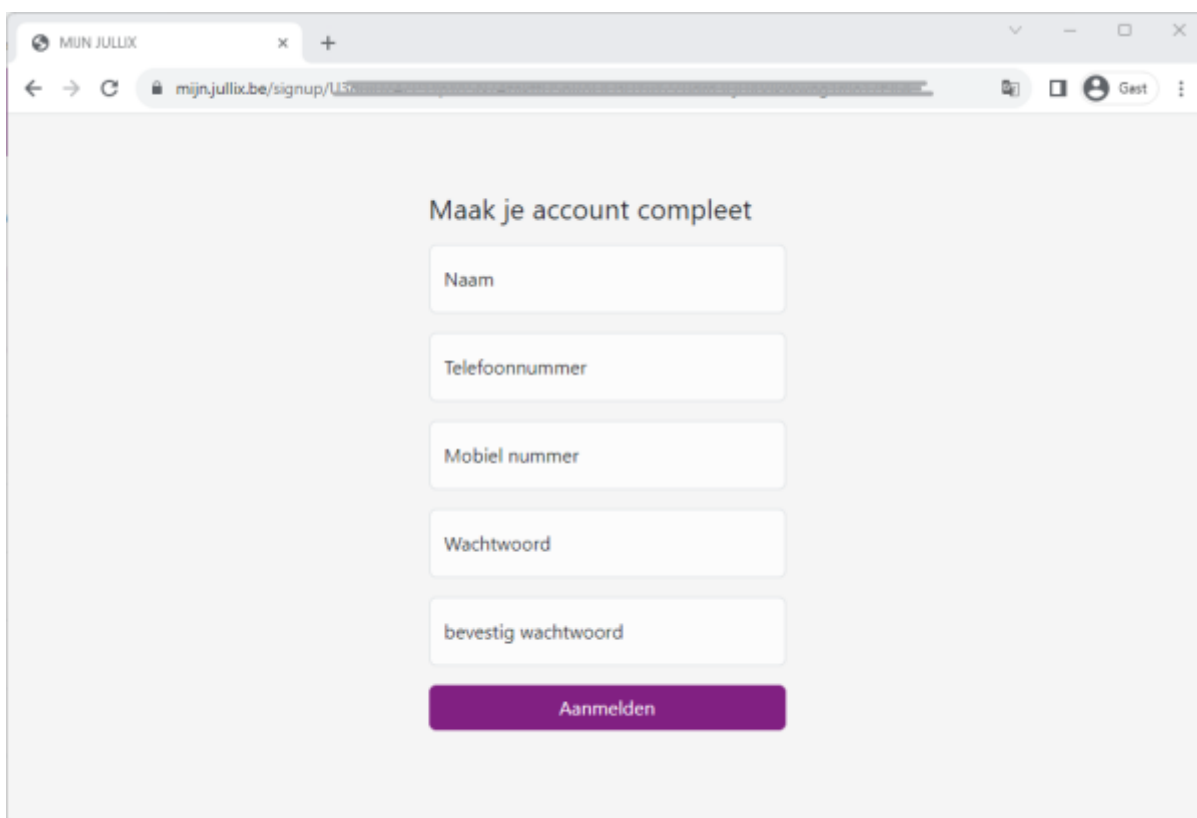 MIJN JULLIX
mijn.jullix.be/signup/
Gast
Maak je account compleet
Naam
Telefoonnummer
Mobiel nummer
Wachtwoord
bevestig wachtwoord
Aanmelden